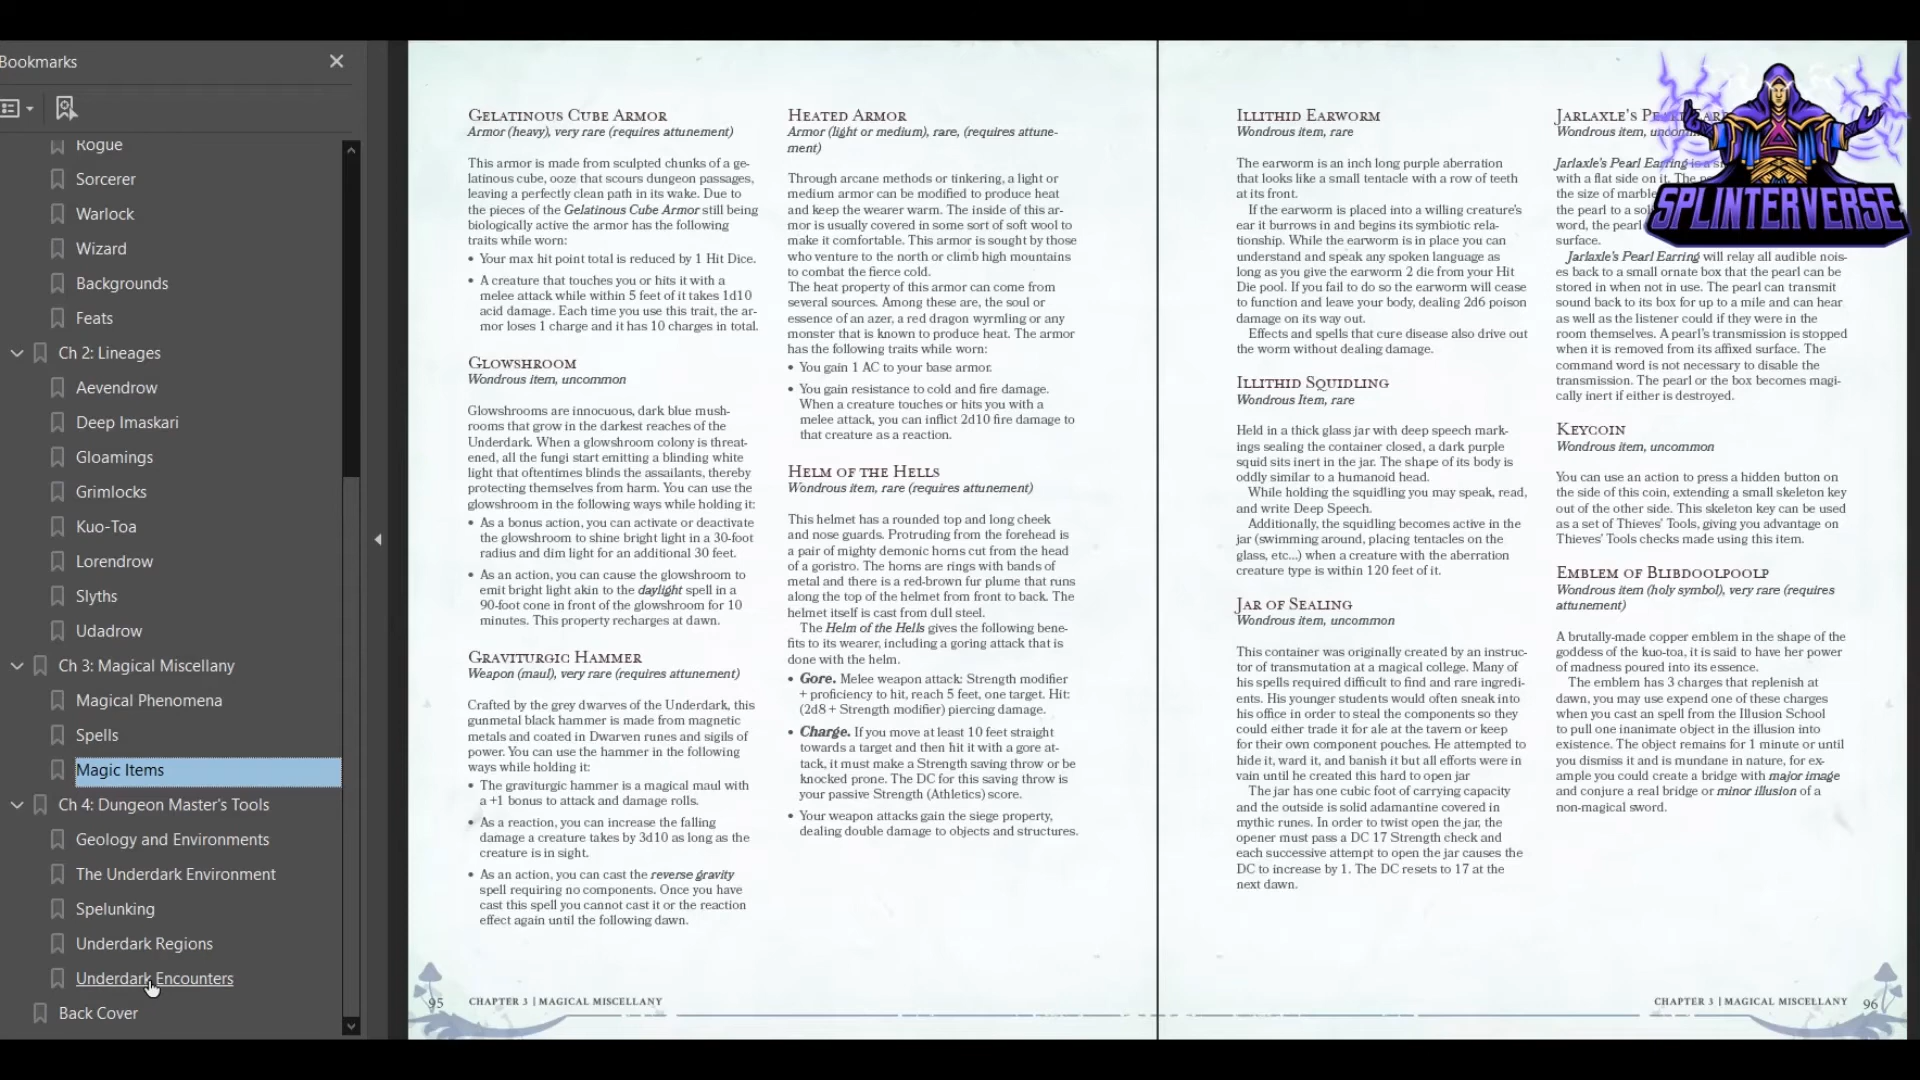 Bookmarks
Rogue
Sorcerer
Warlock
Wizard
Backgrounds
Feats
Ch 2: Lineages
Aevendrow
Deep Imaskari
Gloamings
Grimlocks
Kuo-Toa
Lorendrow
Slyths
Udadrow
Ch 3: Magical Miscellany
Magical Phenomena
Spells
Magic Items
Ch 4: Dungeon Master's Tools
Geology and Environments
The Underdark Environment
Spelunking
Underdark Regions
Underdark Encounters
Back Cover
GELATINOUS CUBE ARMOR
Armor (heavy), very rare (requires attunement)
This armor is made from sculpted chunks of a ge-
latinous cube, ooze that scours dungeon passages,
leaving a perfectly clean path in its wake. Due to
the pieces of the Gelatinous Cube Armor still being
biologically active the armor has the following
traits while worn:
• Your max hit point total is reduced by 1 Hit Dice.
• A creature that touches you or hits it with a
melee attack while within 5 feet of it takes 1d10
acid damage. Each time you use this trait, the ar-
mor loses 1 charge and it has 10 charges in total.
GLOWSHROOM
Wondrous item, uncommon
Glowshrooms are innocuous, dark blue mush-
rooms that grow in the darkest reaches of the
Underdark. When a glowshroom colony is threat-
ened, all the fungi start emitting a blinding white
light that oftentimes blinds the assailants, thereby
protecting themselves from harm. You can use the
glowshroom in the following ways while holding it:
• As a bonus action, you can activate or deactivate
the glowshroom to shine bright light in a 30-foot
radius and dim light for an additional 30 feet.
• As an action, you can cause the glowshroom to
emit bright light akin to the daylight spell in a
90-foot cone in front of the glowshroom for 10
minutes. This property recharges at dawn.
GRAVITURGIC HAMMER
Weapon (maul), very rare (requires attunement)
Crafted by the grey dwarves of the Underdark, this
gunmetal black hammer is made from magnetic
metals and coated in Dwarven runes and sigils of
power. You can use the hammer in the following
ways while holding it:
• The graviturgic hammer is a magical maul with
a +1 bonus to attack and damage rolls.
• As a reaction, you can increase the falling
damage a creature takes by 3d10 as long as the
creature is in sight.
• As an action, you can cast the reverse gravity
spell requiring no components. Once you have
cast this spell you cannot cast it or the reaction
effect again until the following dawn.
HEATED ARMOR
Armor (light or medium), rare, (requires attune-
ment)
Through arcane methods or tinkering, a light or
medium armor can be modified to produce heat
and keep the wearer warm. The inside of this ar-
mor is usually covered in some sort of soft wool to
make it comfortable. This armor is sought by those
who venture to the north or climb high mountains
to combat the fierce cold.
The heat property of this armor can come from
several sources. Among these are, the soul or
essence of an azer, a red dragon wyrmling or any
monster that is known to produce heat. The armor
has the following traits while worn:
• You gain 1 AC to your base armor.
• You gain resistance to cold and fire damage.
When a creature touches or hits you with a
melee attack, you can inflict 2d10 fire damage to
that creature as a reaction.
HELM OF THE HELLS
Wondrous item, rare (requires attunement)
This helmet has a rounded top and long cheek
and nose guards. Protruding from the forehead is
a pair of mighty demonic horns cut from the head
of a goristro. The horns are rings with bands of
metal and there is a red-brown fur plume that runs
along the top of the helmet from front to back. The
helmet itself is cast from dull steel.
The Helm of the Hells gives the following bene-
fits to its wearer, including a goring attack that is
done with the helm.
• Gore. Melee weapon attack: Strength modifier
+ proficiency to hit, reach 5 feet, one target. Hit:
(2d8 + Strength modifier) piercing damage.
• Charge. If you move at least 10 feet straight
towards a target and then hit it with a gore at-
tack, it must make a Strength saving throw or be
knocked prone. The DC for this saving throw is
your passive Strength (Athletics) score.
• Your weapon attacks gain the siege property,
dealing double damage to objects and structures.
95 CHAPTER 3 | MAGICAL MISCELLANY
ILLITHID EARWORM
Wondrous item, rare
The earworm is an inch long purple aberration
that looks like a small tentacle with a row of teeth
at its front.
If the earworm is placed into a willing creature's
ear it burrows in and begins its symbiotic rela-
tionship. While the earworm is in place you can
understand and speak any spoken language as
long as you give the earworm 2 die from your Hit
Die pool. If you fail to do so the earworm will cease
to function and leave your body, dealing 2d6 poison
damage on its way out.
Effects and spells that cure disease also drive out
the worm without dealing damage.
ILLITHID SQUIDLING
Wondrous Item, rare
Held in a thick glass jar with deep speech mark-
ings sealing the container closed, a dark purple
squid sits inert in the jar. The shape of its body is
oddly similar to a humanoid head.
While holding the squidling you may speak, read,
and write Deep Speech.
Additionally, the squidling becomes active in the
jar (swimming around, placing tentacles on the
glass, etc...) when a creature with the aberration
creature type is within 120 feet of it.
JAR OF SEALING
Wondrous item, uncommon
This container was originally created by an instruc-
tor of transmutation at a magical college. Many of
his spells required difficult to find and rare ingredi-
ents. His younger students would often sneak into
his office in order to steal the components so they
could either trade it for ale at the tavern or keep
for their own component pouches. He attempted to
hide it, ward it, and banish it but all efforts were in
vain until he created this hard to open jar
The jar has one cubic foot of carrying capacity
and the outside is solid adamantine covered in
mythic runes. In order to twist open the jar, the
opener must pass a DC 17 Strength check and
each successive attempt to open the jar causes the
DC to increase by 1. The DC resets to 17 at the
next dawn.
JARLAXLE'S
Wondrous item,
Jarlaxle's Pearl Earring is a
with a flat side on it. The
the size of marble
the pearl to a
word, the pearl
surface.
Jarlaxle's Pearl Earring will relay all audible nois-
es back to a small ornate box that the pearl can be
stored in when not in use. The pearl can transmit
sound back to its box for up to a mile and can hear
as well as the listener could if they were in the
room themselves. A pearl's transmission is stopped
when it is removed from its affixed surface. The
command word is not necessary to disable the
transmission. The pearl or the box becomes magi-
cally inert if either is destroyed.
KEYCOIN
Wondrous item, uncommon
You can use an action to press a hidden button on
the side of this coin, extending a small skeleton key
out of the other side. This skeleton key can be used
as a set of Thieves' Tools, giving you advantage on
Thieves' Tools checks made using this item.
EMBLEM OF BLIBDOOLPOOLP
Wondrous item (holy symbol), very rare (requires
attunement)
A brutally-made copper emblem in the shape of the
goddess of the kuo-toa, it is said to have her power
of madness poured into its essence.
The emblem has 3 charges that replenish at
dawn, you may use expend one of these charges
when you cast an spell from the Illusion School
to pull one inanimate object in the illusion into
existence. The object remains for 1 minute or until
you dismiss it and is mundane in nature, for ex-
ample you could create a bridge with major image
and conjure a real bridge or minor illusion of a
non-magical sword.
CHAPTER 3 | MAGICAL MISCELLANY 96
SPLINTERVERSE